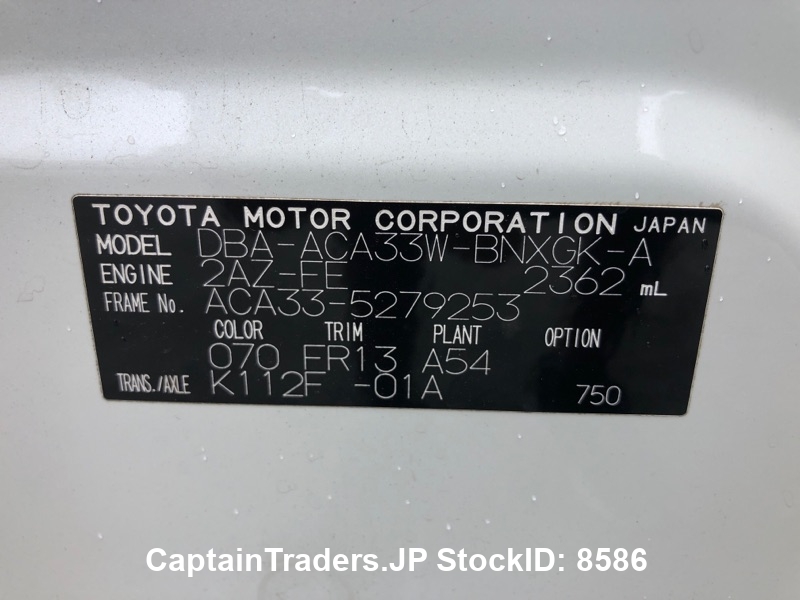 TOYOTA MOTOR CORPORATION JAPAN
MODEL DBA-ACA33W-BNXGK-A
ENGINE 2AZ-FE 2362 mL
FRAME No. ACA33-5279253
COLOR TRIM PLANT OPTION
070 FR13 A54
TRANS./AXLE K112F -01A 750
CaptainTraders.JP StockID: 8586